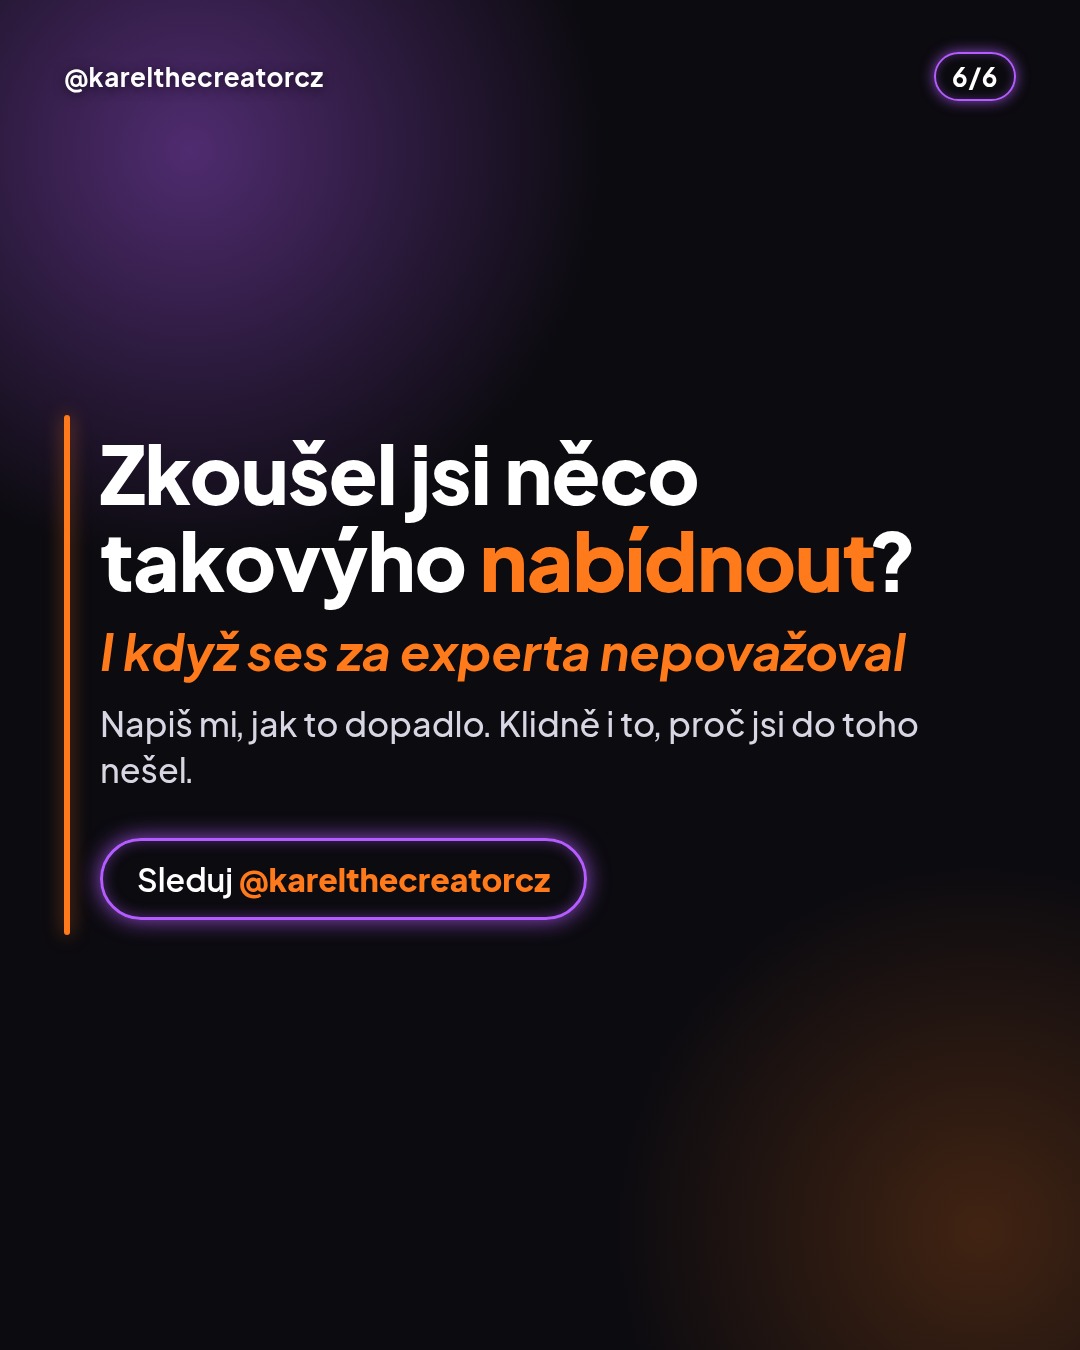 @karelthecreatorcz
6/6
Zkoušel jsi něco
takovýho nabídnout?
I když ses za experta nepovažoval
Napiš mi, jak to dopadlo. Klidně i to, proč jsi do toho
nešel.
Sleduj @karelthecreatorcz